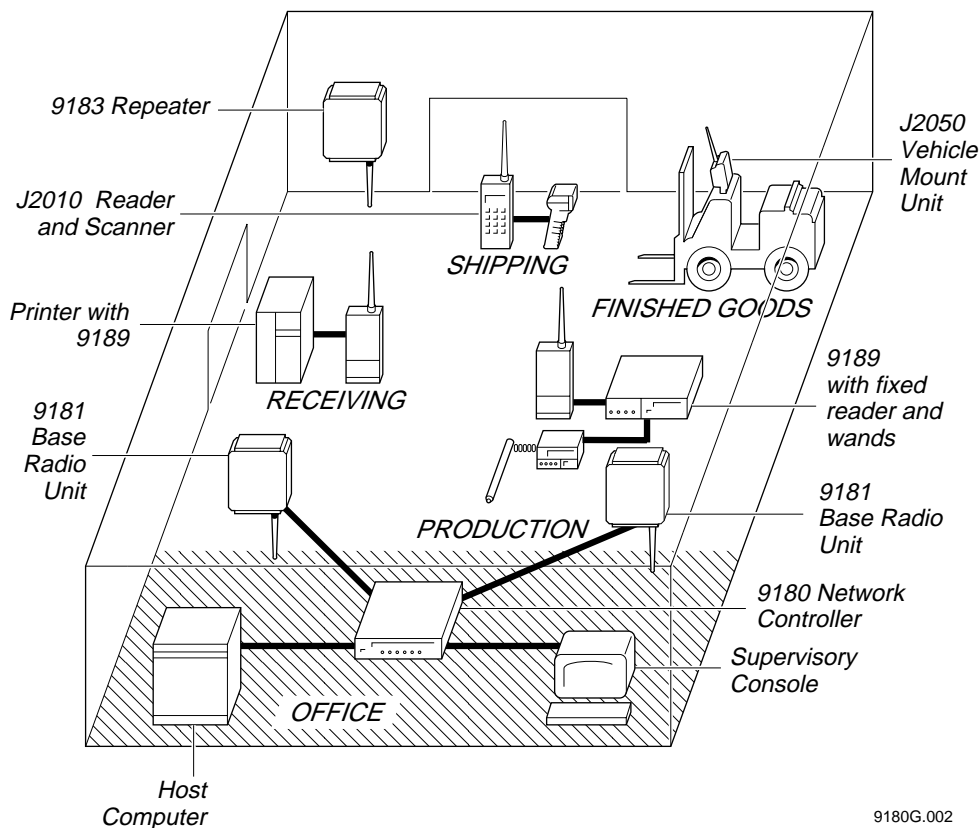 9183 Repeater
J2050
Vehicle
Mount
Unit
J2010 Reader
and Scanner
SHIPPING
FINISHED GOODS
Printer with
9189
RECEIVING
9189
with fixed
reader and
wands
9181
Base
Radio
Unit
PRODUCTION
9181
Base Radio
Unit
9180 Network
Controller
Supervisory
Console
OFFICE
Host
Computer
9180G.002